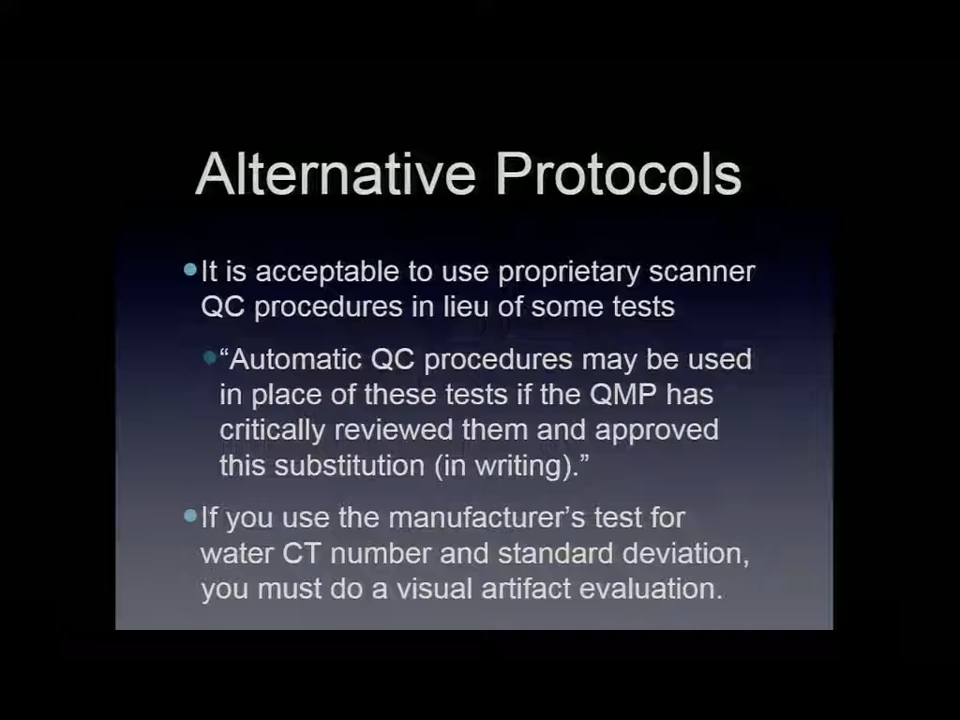 Alternative Protocols
•It is acceptable to use proprietary scanner
QC procedures in lieu of some tests
•“Automatic QC procedures may be used
in place of these tests if the QMP has
critically reviewed them and approved
this substitution (in writing).”
•If you use the manufacturer’s test for
water CT number and standard deviation,
you must do a visual artifact evaluation.